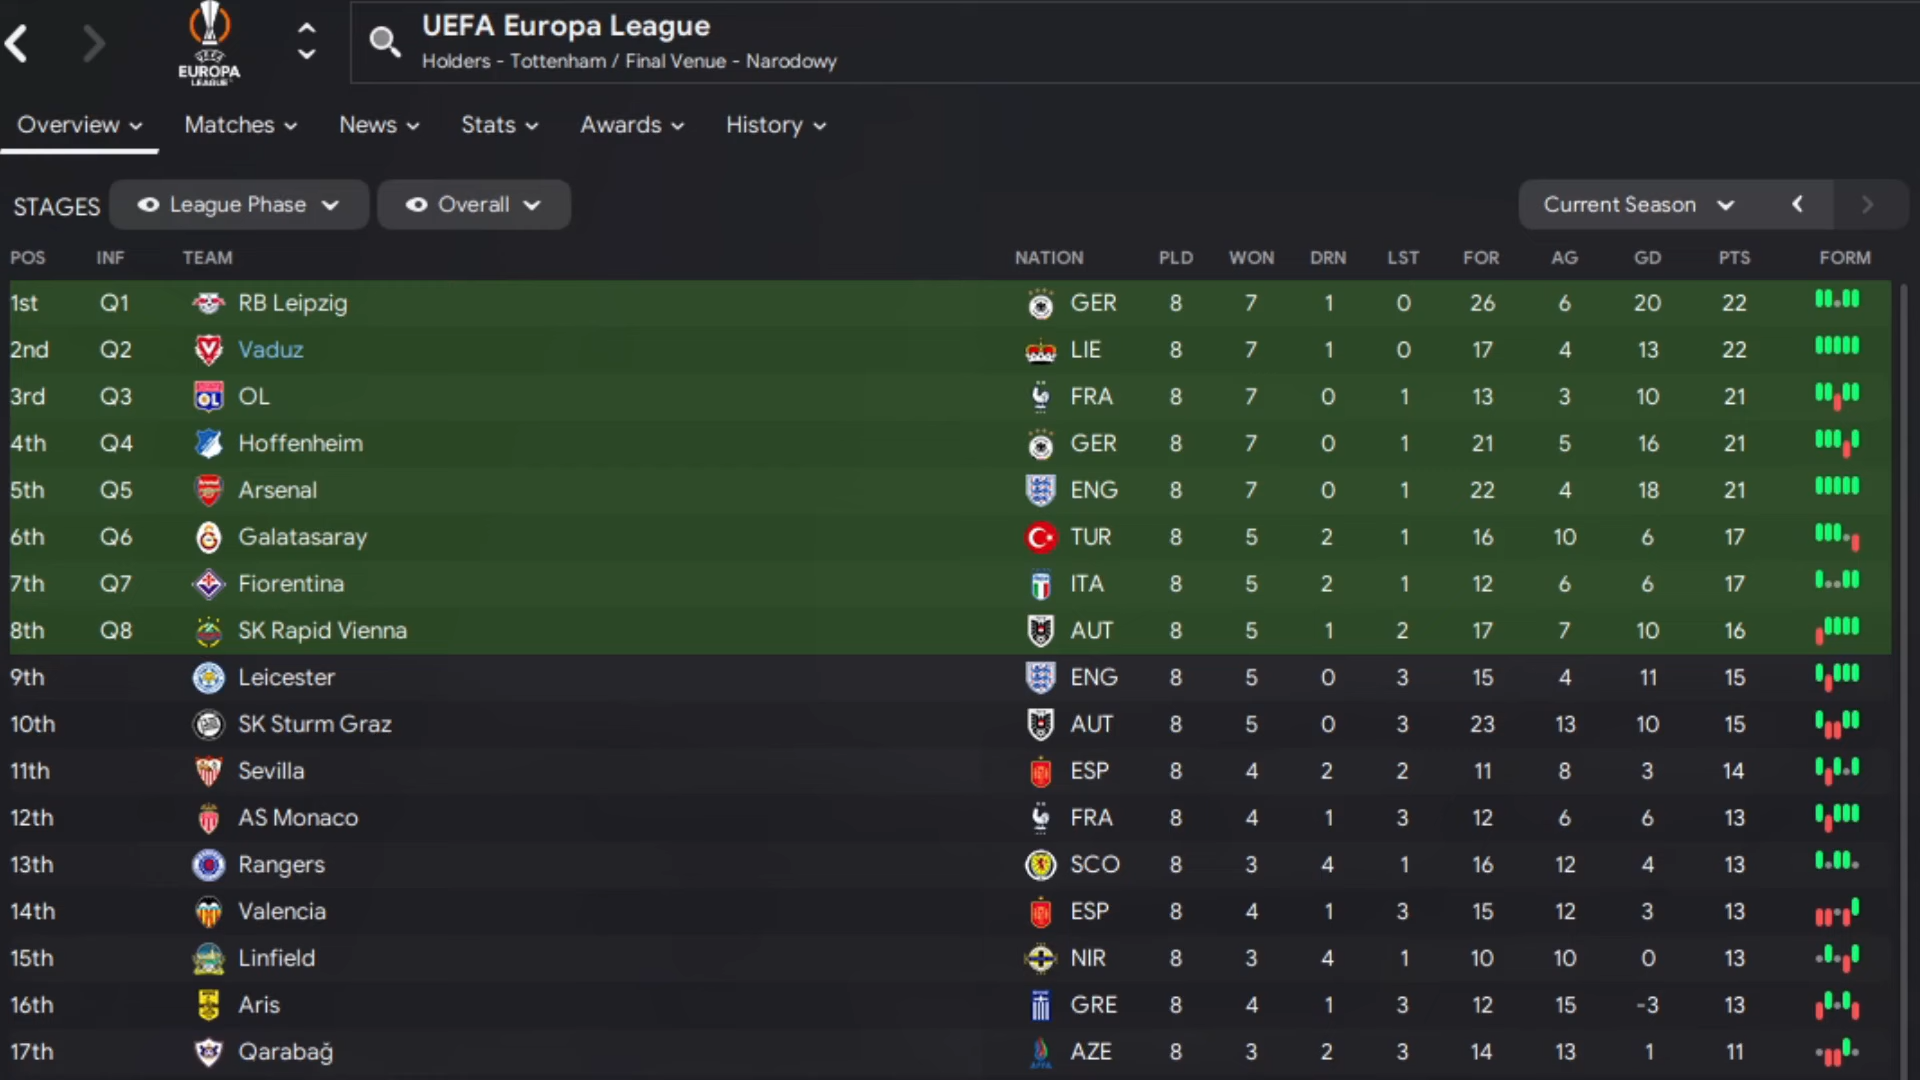 UEFA
EUROPA
LEAGUE
UEFA Europa League
Holders - Tottenham / Final Venue - Narodowy
Overview Matches News Stats Awards History
STAGES League Phase Overall Current Season
POS INF TEAM NATION PLD WON DRN LST FOR AG GD PTS FORM
1st Q1 RB Leipzig GER 8 7 1 0 26 6 20 22
2nd Q2 Vaduz LIE 8 7 1 0 17 4 13 22
3rd Q3 OL FRA 8 7 0 1 13 3 10 21
4th Q4 Hoffenheim GER 8 7 0 1 21 5 16 21
5th Q5 Arsenal ENG 8 7 0 1 22 4 18 21
6th Q6 Galatasaray TUR 8 5 2 1 16 10 6 17
7th Q7 Fiorentina ITA 8 5 2 1 12 6 6 17
8th Q8 SK Rapid Vienna AUT 8 5 1 2 17 7 10 16
9th Leicester ENG 8 5 0 3 15 4 11 15
10th SK Sturm Graz AUT 8 5 0 3 23 13 10 15
11th Sevilla ESP 8 4 2 2 11 8 3 14
12th AS Monaco FRA 8 4 1 3 12 6 6 13
13th Rangers SCO 8 3 4 1 16 12 4 13
14th Valencia ESP 8 4 1 3 15 12 3 13
15th Linfield NIR 8 3 4 1 10 10 0 13
16th Aris GRE 8 4 1 3 12 15 -3 13
17th Qarabağ AZE 8 3 2 3 14 13 1 11